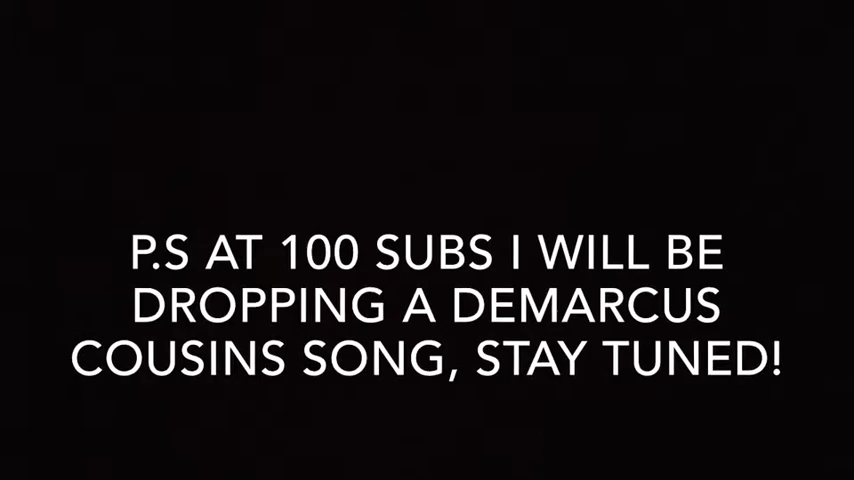 P.S AT 100 SUBS I WILL BE
DROPPING A DEMARCUS
COUSINS SONG, STAY TUNED!